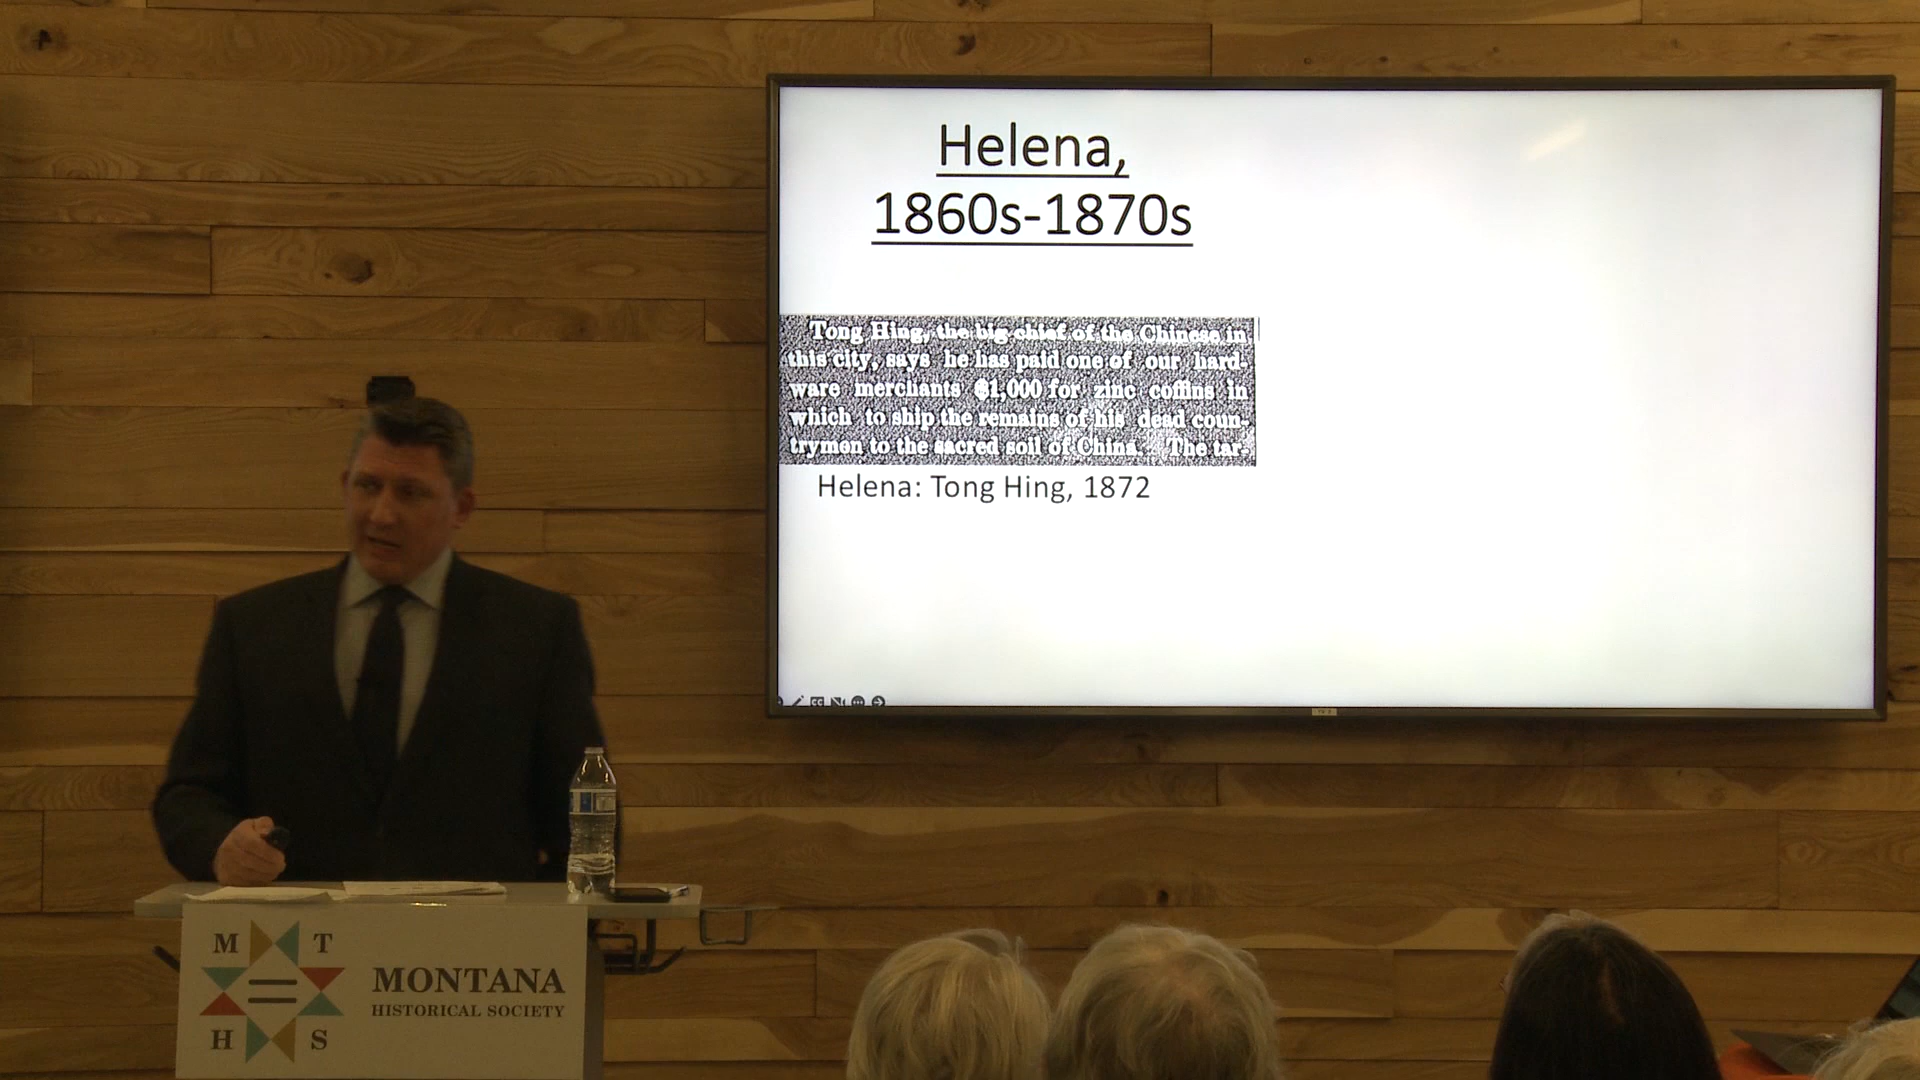 Helena,
1860s-1870s
Tong Hing, the big chief of the Chinese in
this city, says he has paid one of our hard-
ware merchants $1,000 for zinc coffins in
which to ship the remains of his dead coun-
trymen to the sacred soil of China. The tar-
Helena: Tong Hing, 1872
M T
H S
MONTANA
HISTORICAL SOCIETY